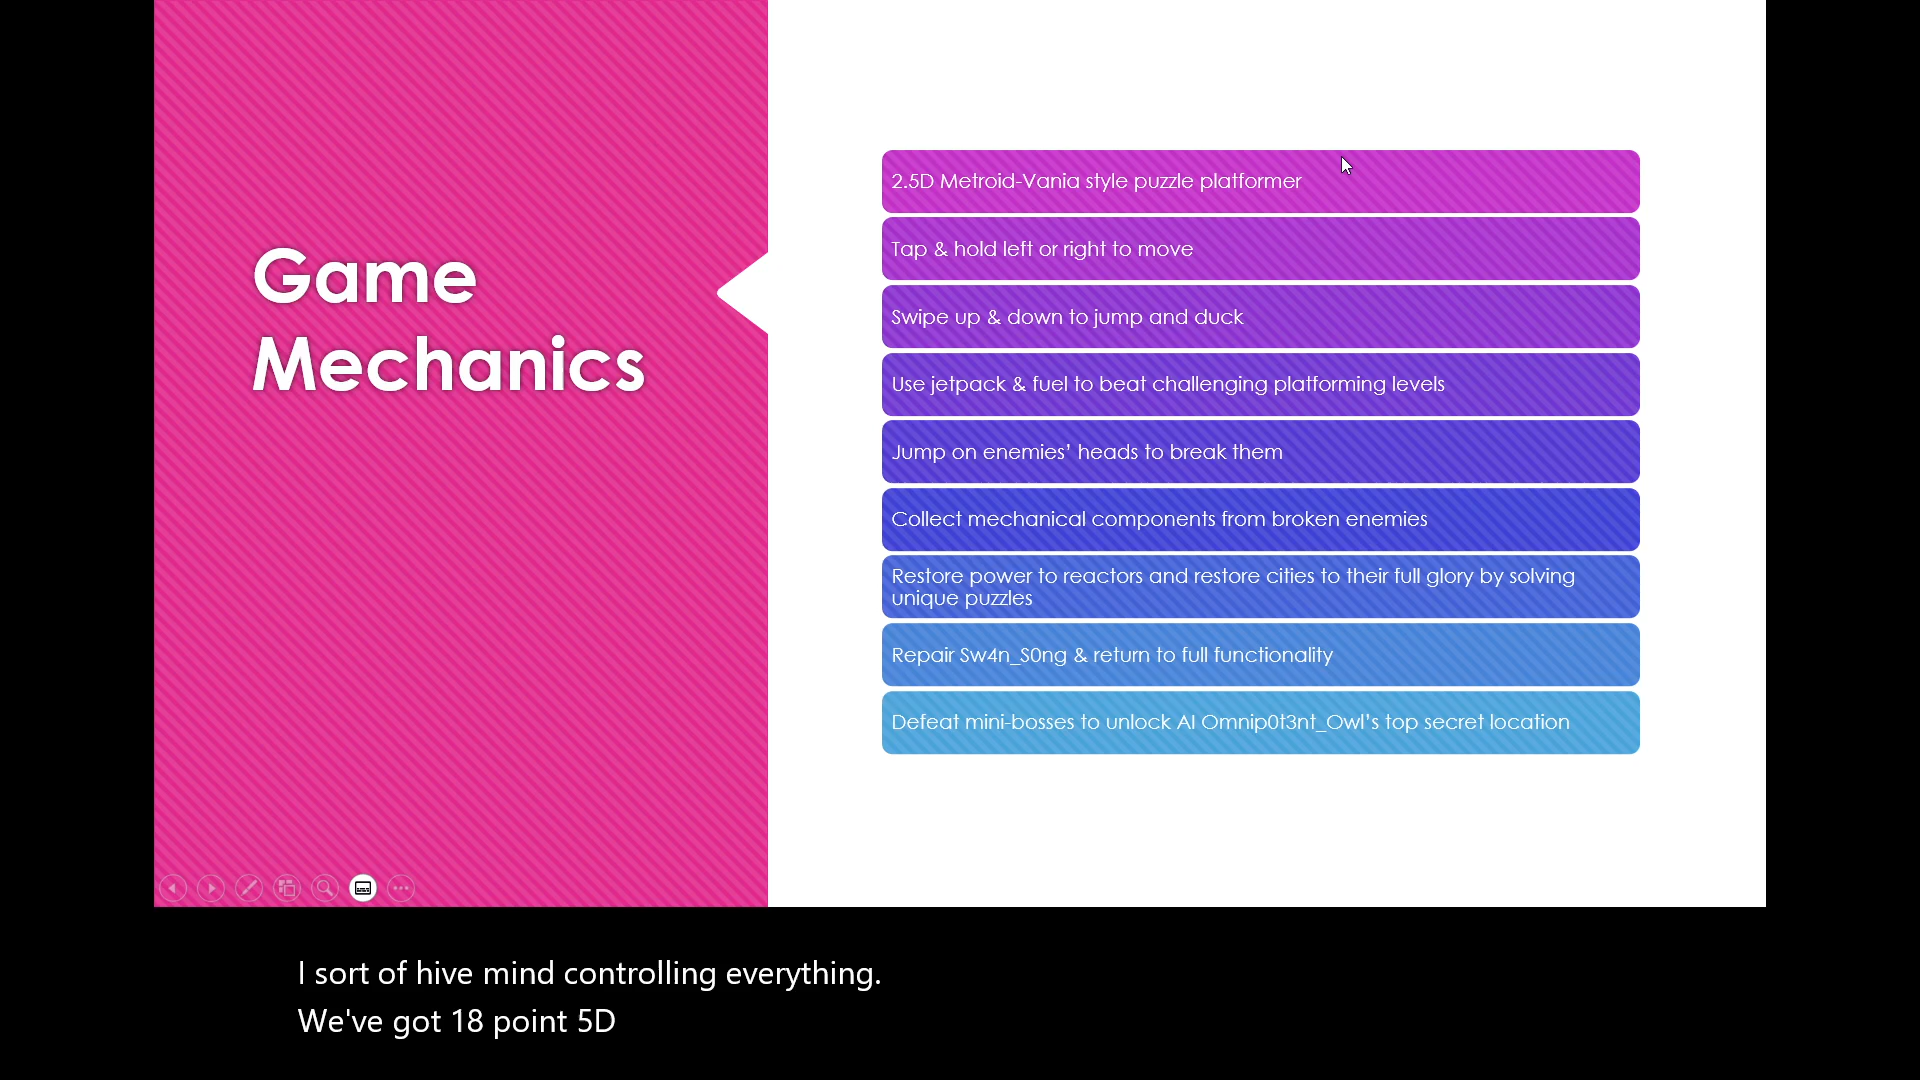 Game
Mechanics
2.5D Metroid-Vania style puzzle platformer
Tap & hold left or right to move
Swipe up & down to jump and duck
Use jetpack & fuel to beat challenging platforming levels
Jump on enemies’ heads to break them
Collect mechanical components from broken enemies
Restore power to reactors and restore cities to their full glory by solving
unique puzzles
Repair Sw4n_S0ng & return to full functionality
Defeat mini-bosses to unlock AI Omnip0t3nt_Owl’s top secret location
I sort of hive mind controlling everything.
We've got 18 point 5D